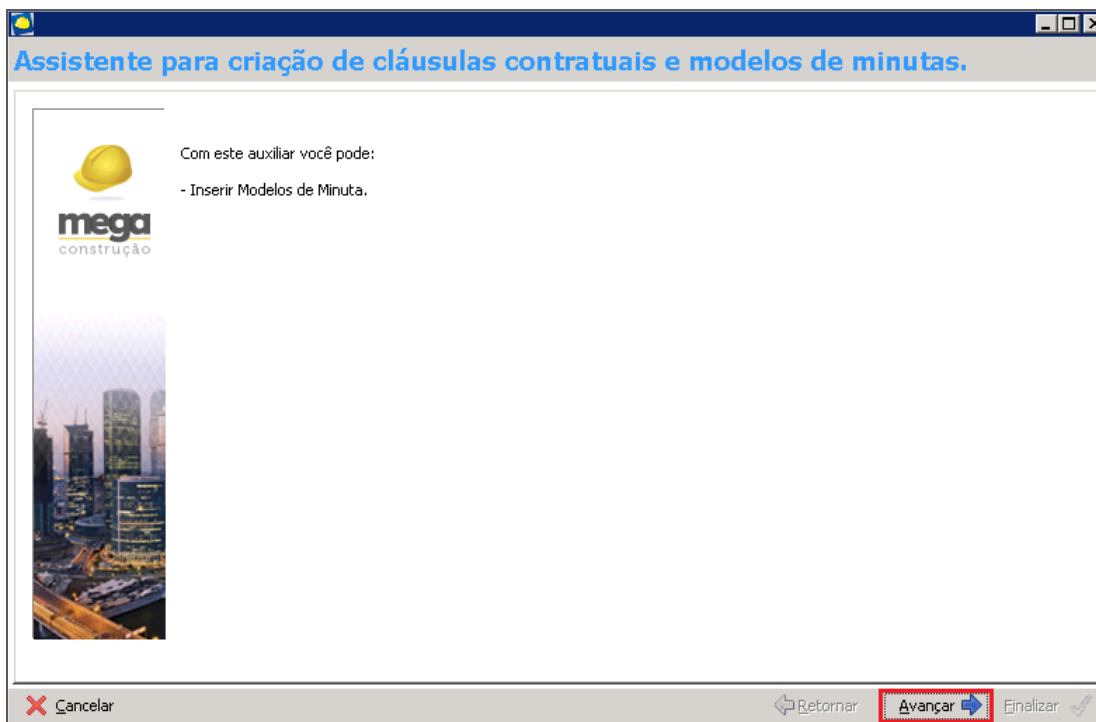 Assistente para criação de cláusulas contratuais e modelos de minutas.
Com este auxiliar você pode:
- Inserir Modelos de Minuta.
mega
construção
Cancelar
Retornar
Avançar
Finalizar